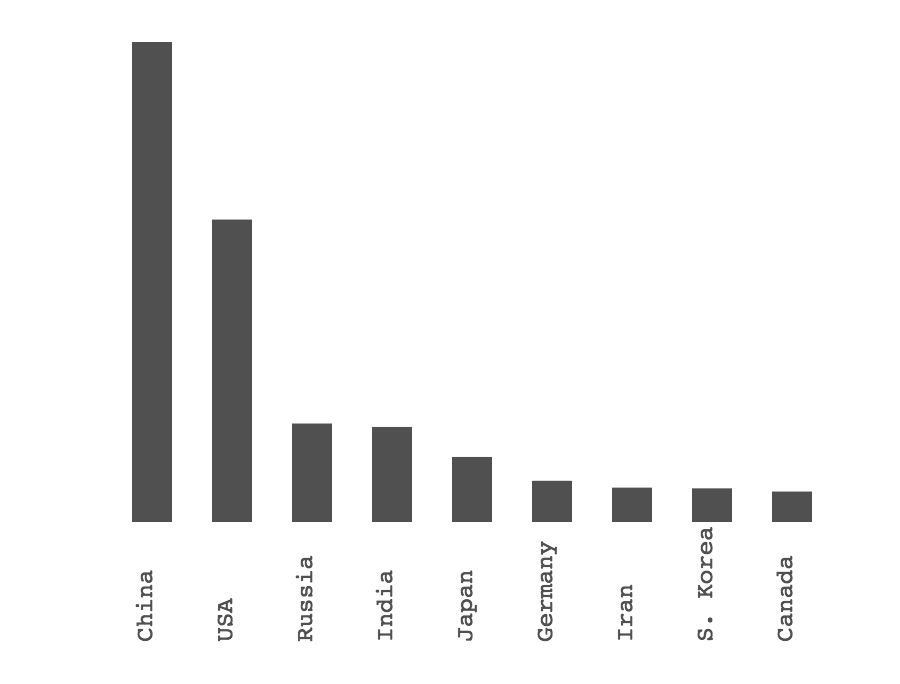 China
USA
Russia
India
Japan
Germany
Iran
S. Korea
Canada